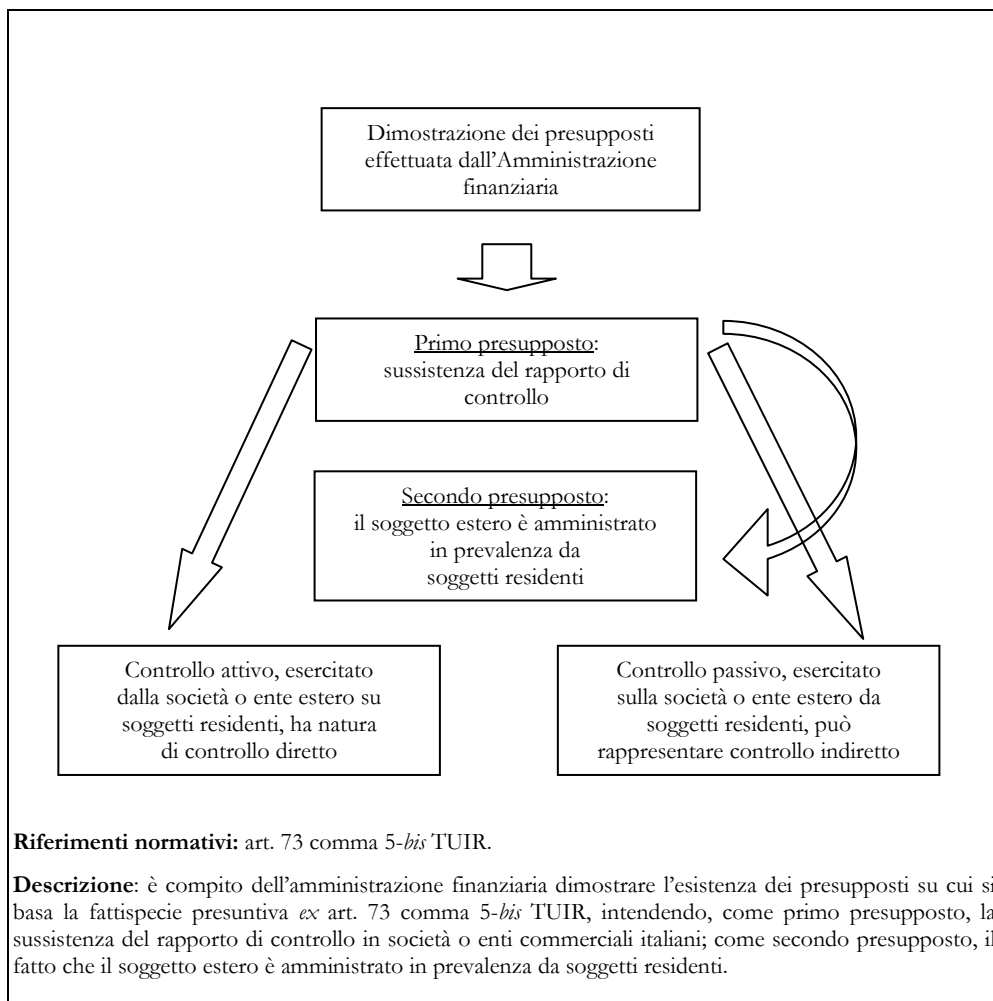 Dimostrazione dei presupposti
effettuata dall’Amministrazione
finanziaria
Primo presupposto:
sussistenza del rapporto di
controllo
Secondo presupposto:
il soggetto estero è amministrato
in prevalenza da
soggetti residenti
Controllo attivo, esercitato
dalla società o ente estero su
soggetti residenti, ha natura
di controllo diretto
Controllo passivo, esercitato
sulla società o ente estero da
soggetti residenti, può
rappresentare controllo indiretto
Riferimenti normativi: art. 73 comma 5-bis TUIR.
Descrizione: è compito dell’amministrazione finanziaria dimostrare l’esistenza dei presupposti su cui si
basa la fattispecie presuntiva ex art. 73 comma 5-bis TUIR, intendendo, come primo presupposto, la
sussistenza del rapporto di controllo in società o enti commerciali italiani; come secondo presupposto, il
fatto che il soggetto estero è amministrato in prevalenza da soggetti residenti.